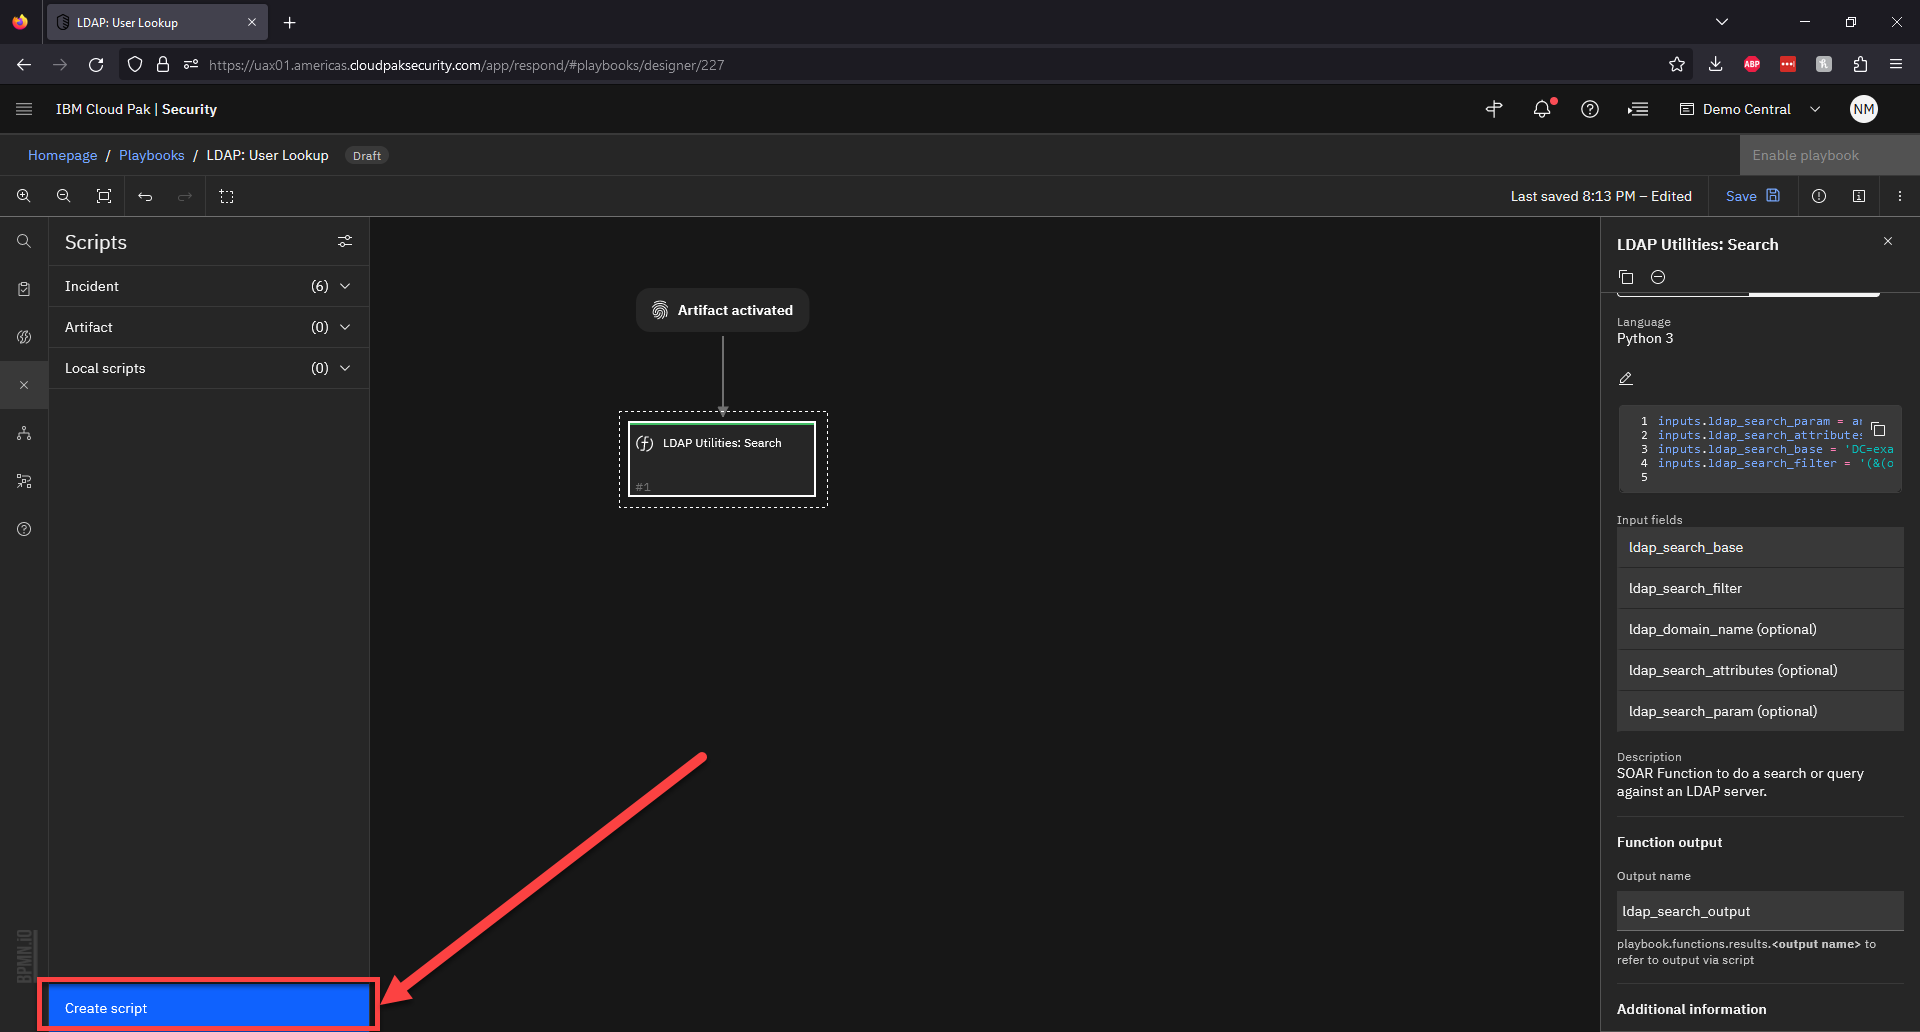 LDAP: User Lookup
https://uax01.americas.cloudpaksecurity.com/app/respond/#playbooks/designer/227
ABP
IBM Cloud Pak | Security
Demo Central
NM
Homepage / Playbooks / LDAP: User Lookup
Draft
Enable playbook
Last saved 8:13 PM – Edited
Save
Scripts
Incident (6)
Artifact (0)
Local scripts (0)
Artifact activated
LDAP Utilities: Search
#1
BPMN.iO
Create script
LDAP Utilities: Search
Language
Python 3
1 inputs.ldap_search_param = ar
2 inputs.ldap_search_attributes
3 inputs.ldap_search_base = 'DC=exa
4 inputs.ldap_search_filter = '(&(o
5
Input fields
ldap_search_base
ldap_search_filter
ldap_domain_name (optional)
ldap_search_attributes (optional)
ldap_search_param (optional)
Description
SOAR Function to do a search or query
against an LDAP server.
Function output
Output name
ldap_search_output
playbook.functions.results.<output name> to
refer to output via script
Additional information